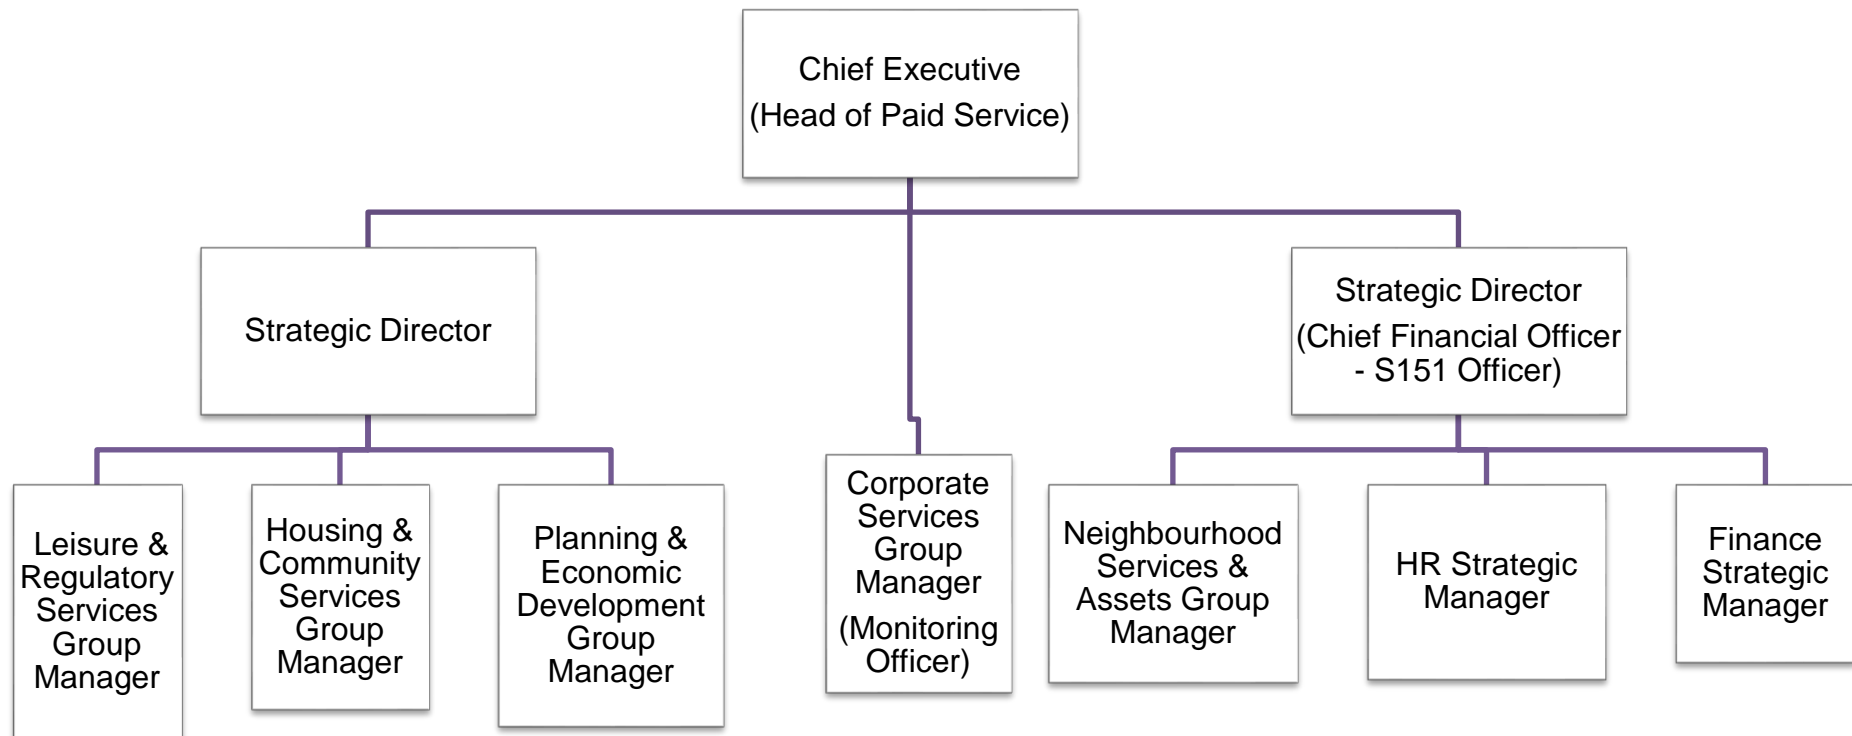 Chief Executive
(Head of Paid Service)
Strategic Director
Strategic Director
(Chief Financial Officer
- S151 Officer)
Leisure &
Regulatory
Services
Group
Manager
Housing &
Community
Services
Group
Manager
Planning &
Economic
Development
Group
Manager
Corporate
Services
Group
Manager
(Monitoring
Officer)
Neighbourhood
Services &
Assets Group
Manager
HR Strategic
Manager
Finance
Strategic
Manager